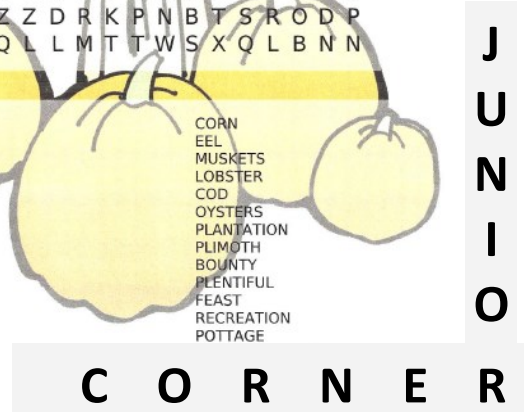 Z Z D R K P N B T S R O D P
Q L L M T T W S X Q L B N N
CORN
EEL
MUSKETS
LOBSTER
COD
OYSTERS
PLANTATION
PLIMOTH
BOUNTY
PLENTIFUL
FEAST
RECREATION
POTTAGE
J
U
N
I
O
C O R N E R